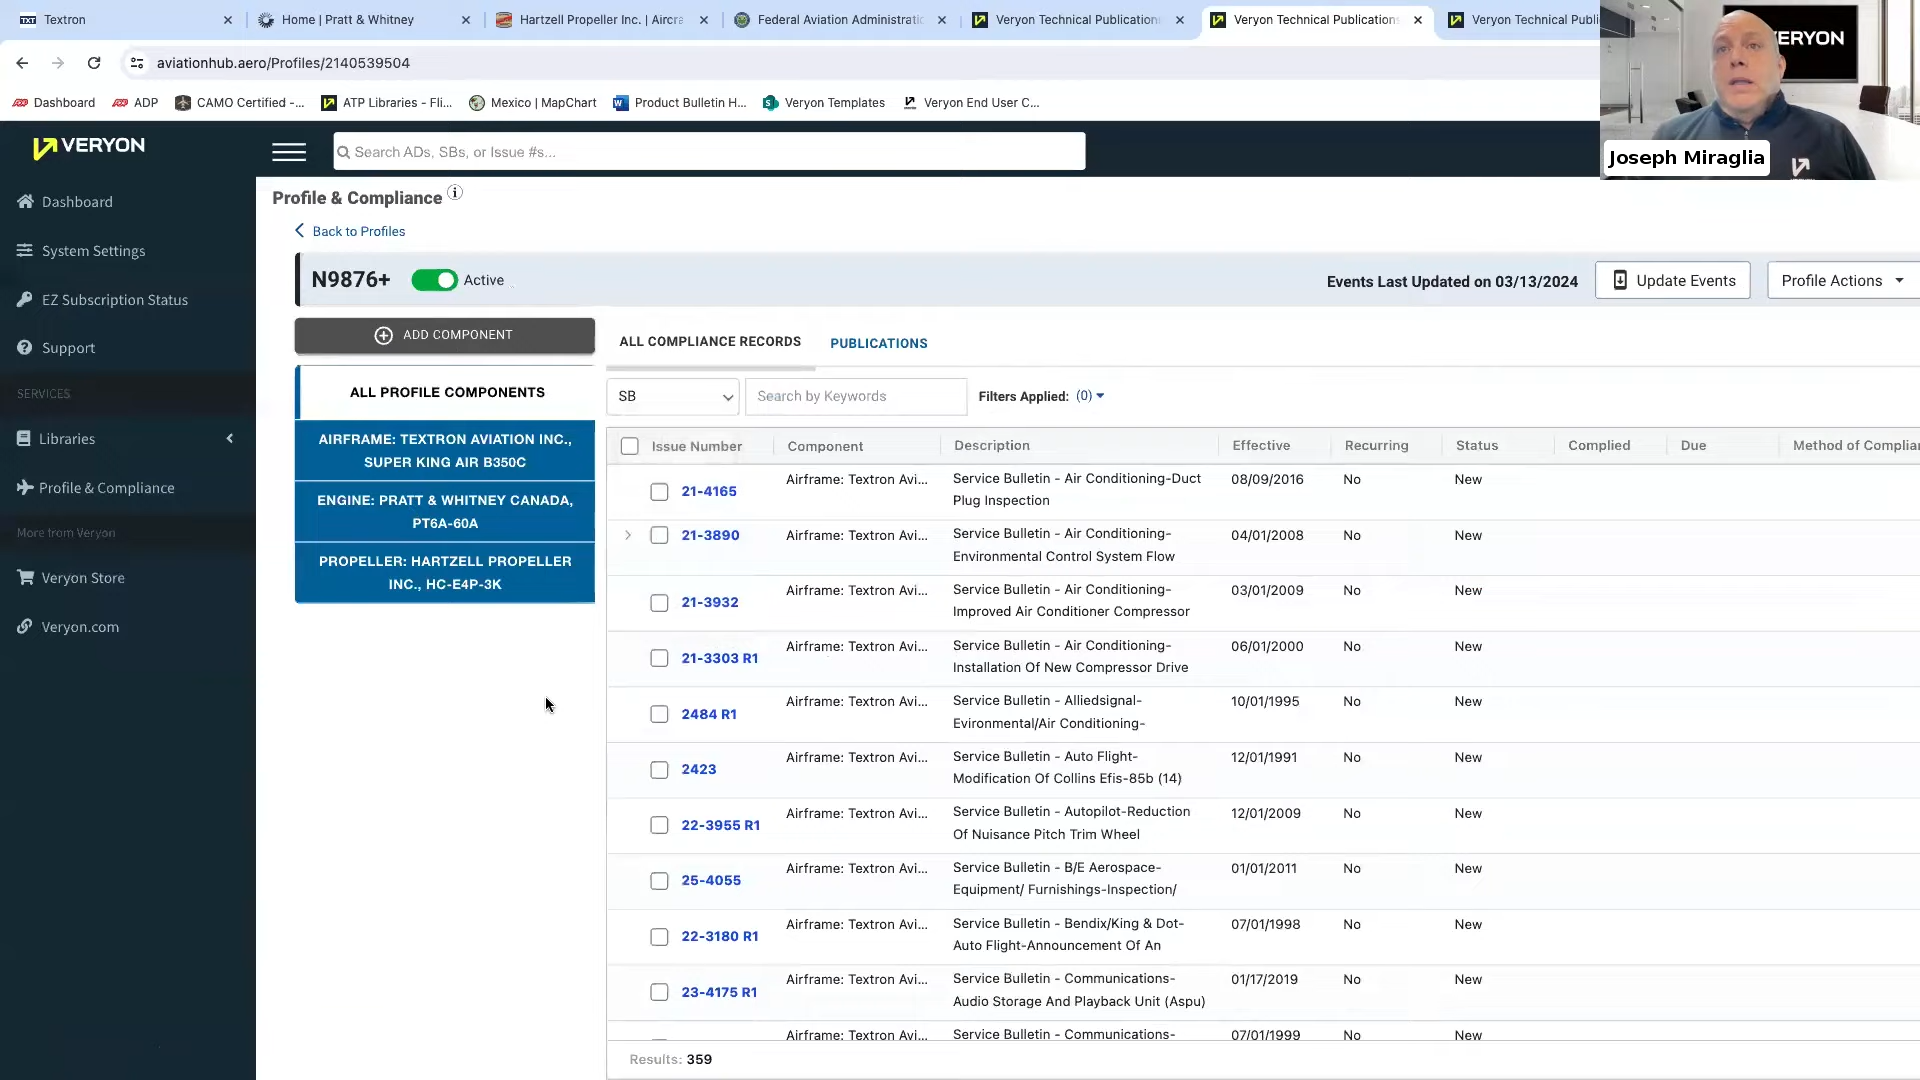 Textron
Home | Pratt & Whitney
Hartzell Propeller Inc. | Aircra
Federal Aviation Administratio
Veryon Technical Publication
Veryon Technical Publication
Veryon Technical Publi
aviationhub.aero/Profiles/2140539504
Dashboard
ADP
CAMO Certified -...
ATP Libraries - Fli...
Mexico | MapChart
Product Bulletin H...
Veryon Templates
Veryon End User C...
ERYON
Joseph Miraglia
VERYON
Search ADs, SBs, or Issue #s...
Dashboard
System Settings
EZ Subscription Status
Support
SERVICES
Libraries
Profile & Compliance
More from Veryon
Veryon Store
Veryon.com
Profile & Compliance
Back to Profiles
N9876+ Active
Events Last Updated on 03/13/2024
Update Events
Profile Actions
ADD COMPONENT
ALL PROFILE COMPONENTS
AIRFRAME: TEXTRON AVIATION INC.,
SUPER KING AIR B350C
ENGINE: PRATT & WHITNEY CANADA,
PT6A-60A
PROPELLER: HARTZELL PROPELLER
INC., HC-E4P-3K
ALL COMPLIANCE RECORDS PUBLICATIONS
SB Search by Keywords Filters Applied: (0)
Issue Number Component Description Effective Recurring Status Complied Due Method of Complian
21-4165 Airframe: Textron Avi... Service Bulletin - Air Conditioning-Duct 08/09/2016 No New
Plug Inspection
21-3890 Airframe: Textron Avi... Service Bulletin - Air Conditioning- 04/01/2008 No New
Environmental Control System Flow
21-3932 Airframe: Textron Avi... Service Bulletin - Air Conditioning- 03/01/2009 No New
Improved Air Conditioner Compressor
21-3303 R1 Airframe: Textron Avi... Service Bulletin - Air Conditioning- 06/01/2000 No New
Installation Of New Compressor Drive
2484 R1 Airframe: Textron Avi... Service Bulletin - Alliedsignal- 10/01/1995 No New
Evironmental/Air Conditioning-
2423 Airframe: Textron Avi... Service Bulletin - Auto Flight- 12/01/1991 No New
Modification Of Collins Efis-85b (14)
22-3955 R1 Airframe: Textron Avi... Service Bulletin - Autopilot-Reduction 12/01/2009 No New
Of Nuisance Pitch Trim Wheel
25-4055 Airframe: Textron Avi... Service Bulletin - B/E Aerospace- 01/01/2011 No New
Equipment/ Furnishings-Inspection/
22-3180 R1 Airframe: Textron Avi... Service Bulletin - Bendix/King & Dot- 07/01/1998 No New
Auto Flight-Announcement Of An
23-4175 R1 Airframe: Textron Avi... Service Bulletin - Communications- 01/17/2019 No New
Audio Storage And Playback Unit (Aspu)
Airframe: Textron Avi... Service Bulletin - Communications- 07/01/1999 No New
Results: 359